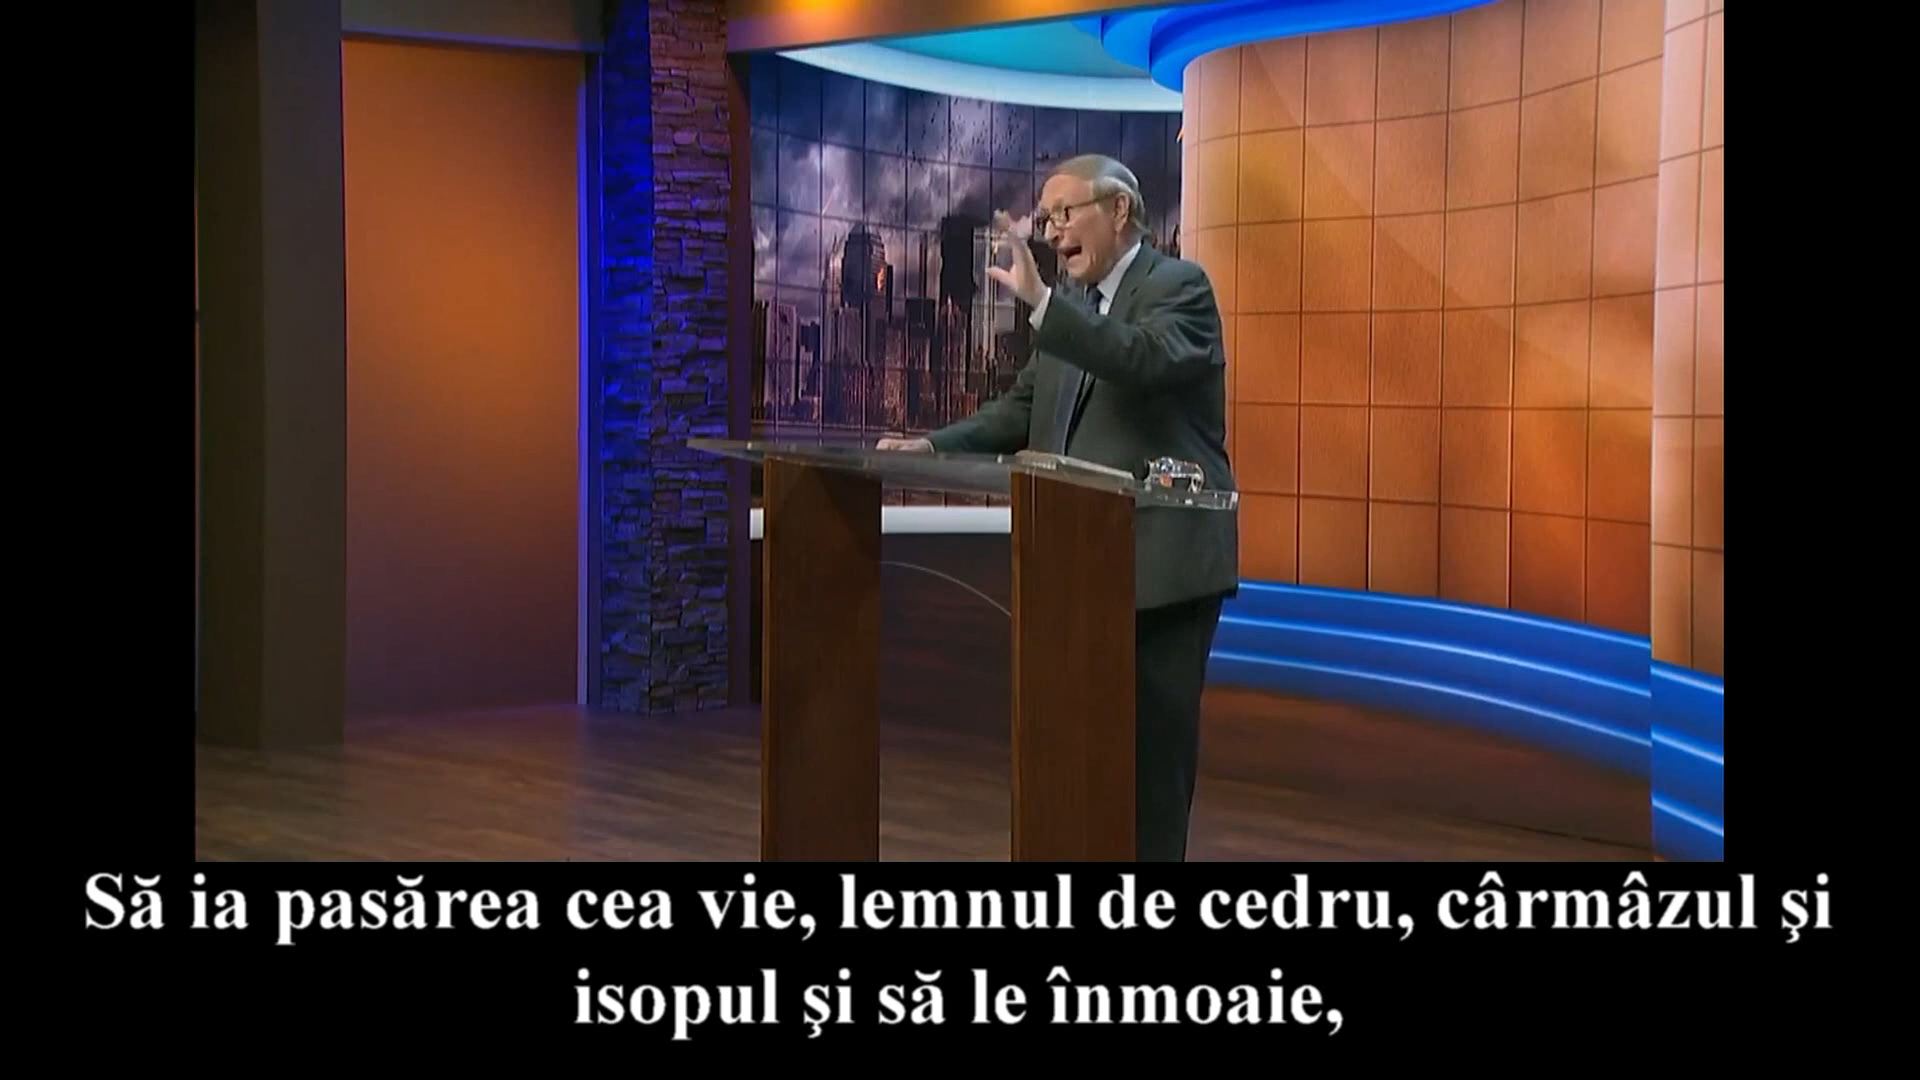 Să ia pasărea cea vie, lemnul de cedru, cârmâzul şi
isopul şi să le înmoaie,